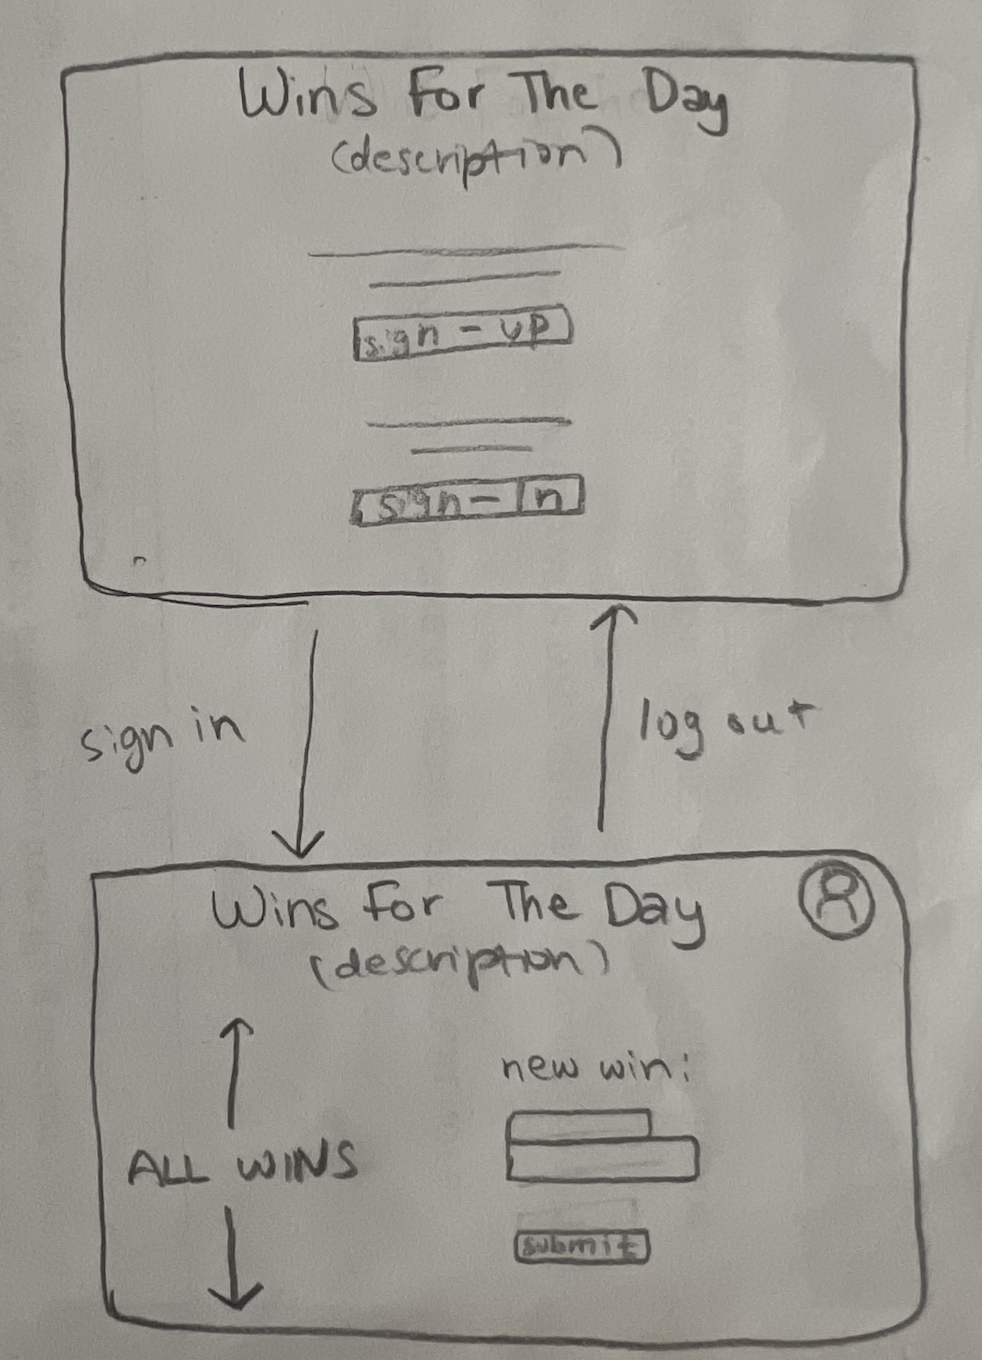 Wins For The Day
(description)
sign - up
sign - in
sign in
log out
Wins For The Day
(description)
new win:
ALL WINS
submit